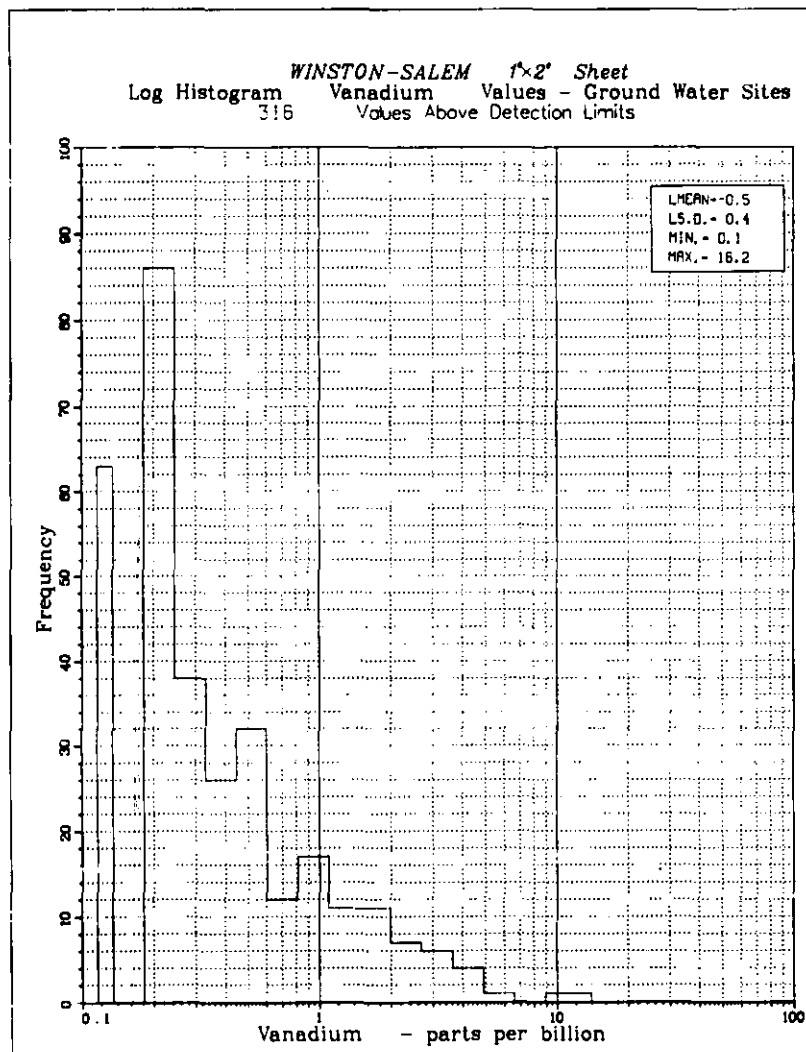 WINSTON-SALEM 1°×2° Sheet
Log Histogram Vanadium Values - Ground Water Sites
316 Values Above Detection Limits
LMEAN=-0.5
LS.D.= 0.4
MIN.= 0.1
MAX.= 16.2
100
90
80
70
60
50
40
30
20
10
0
Frequency
0.1 1 10 100
Vanadium - parts per billion